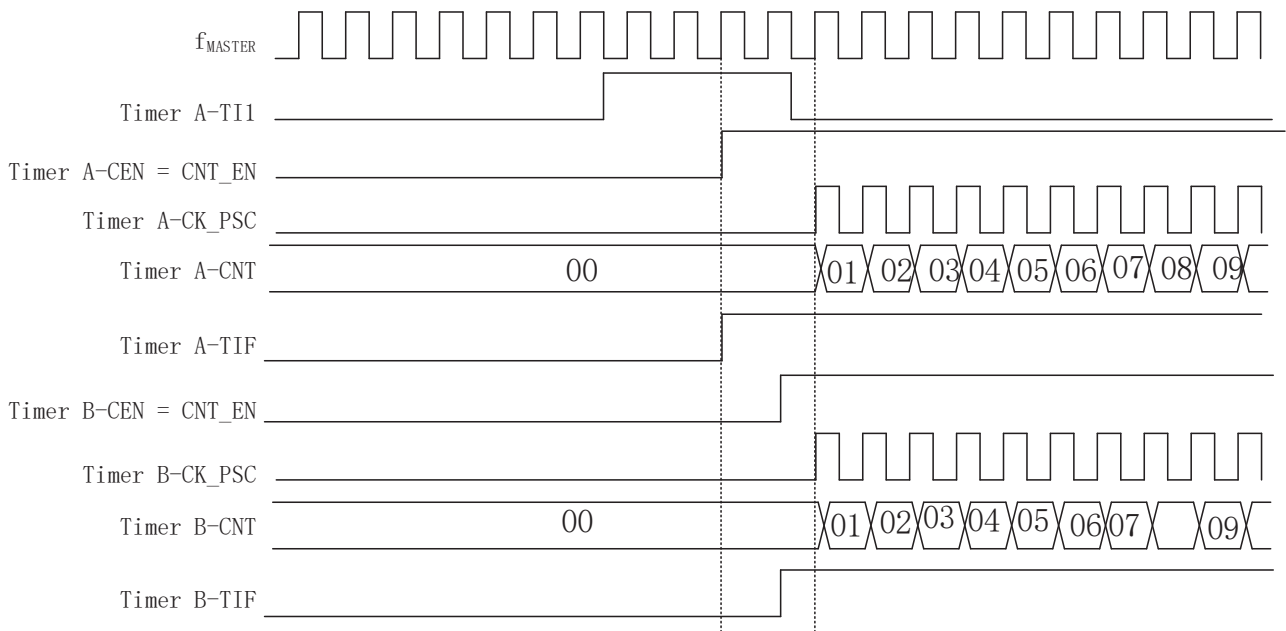 fMASTER
Timer A-TI1
Timer A-CEN = CNT_EN
Timer A-CK_PSC
Timer A-CNT 00 01 02 03 04 05 06 07 08 09
Timer A-TIF
Timer B-CEN = CNT_EN
Timer B-CK_PSC
Timer B-CNT 00 01 02 03 04 05 06 07 09
Timer B-TIF